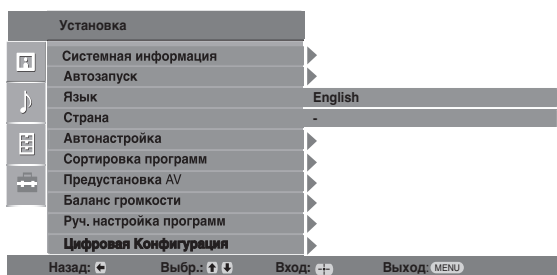 Установка
Системная информация
Автозапуск
Язык English
Страна -
Автонастройка
Сортировка программ
Предустановка AV
Баланс громкости
Руч. настройка программ
Цифровая Конфигурация
Назад: Выбр.: Вход: Выход: MENU